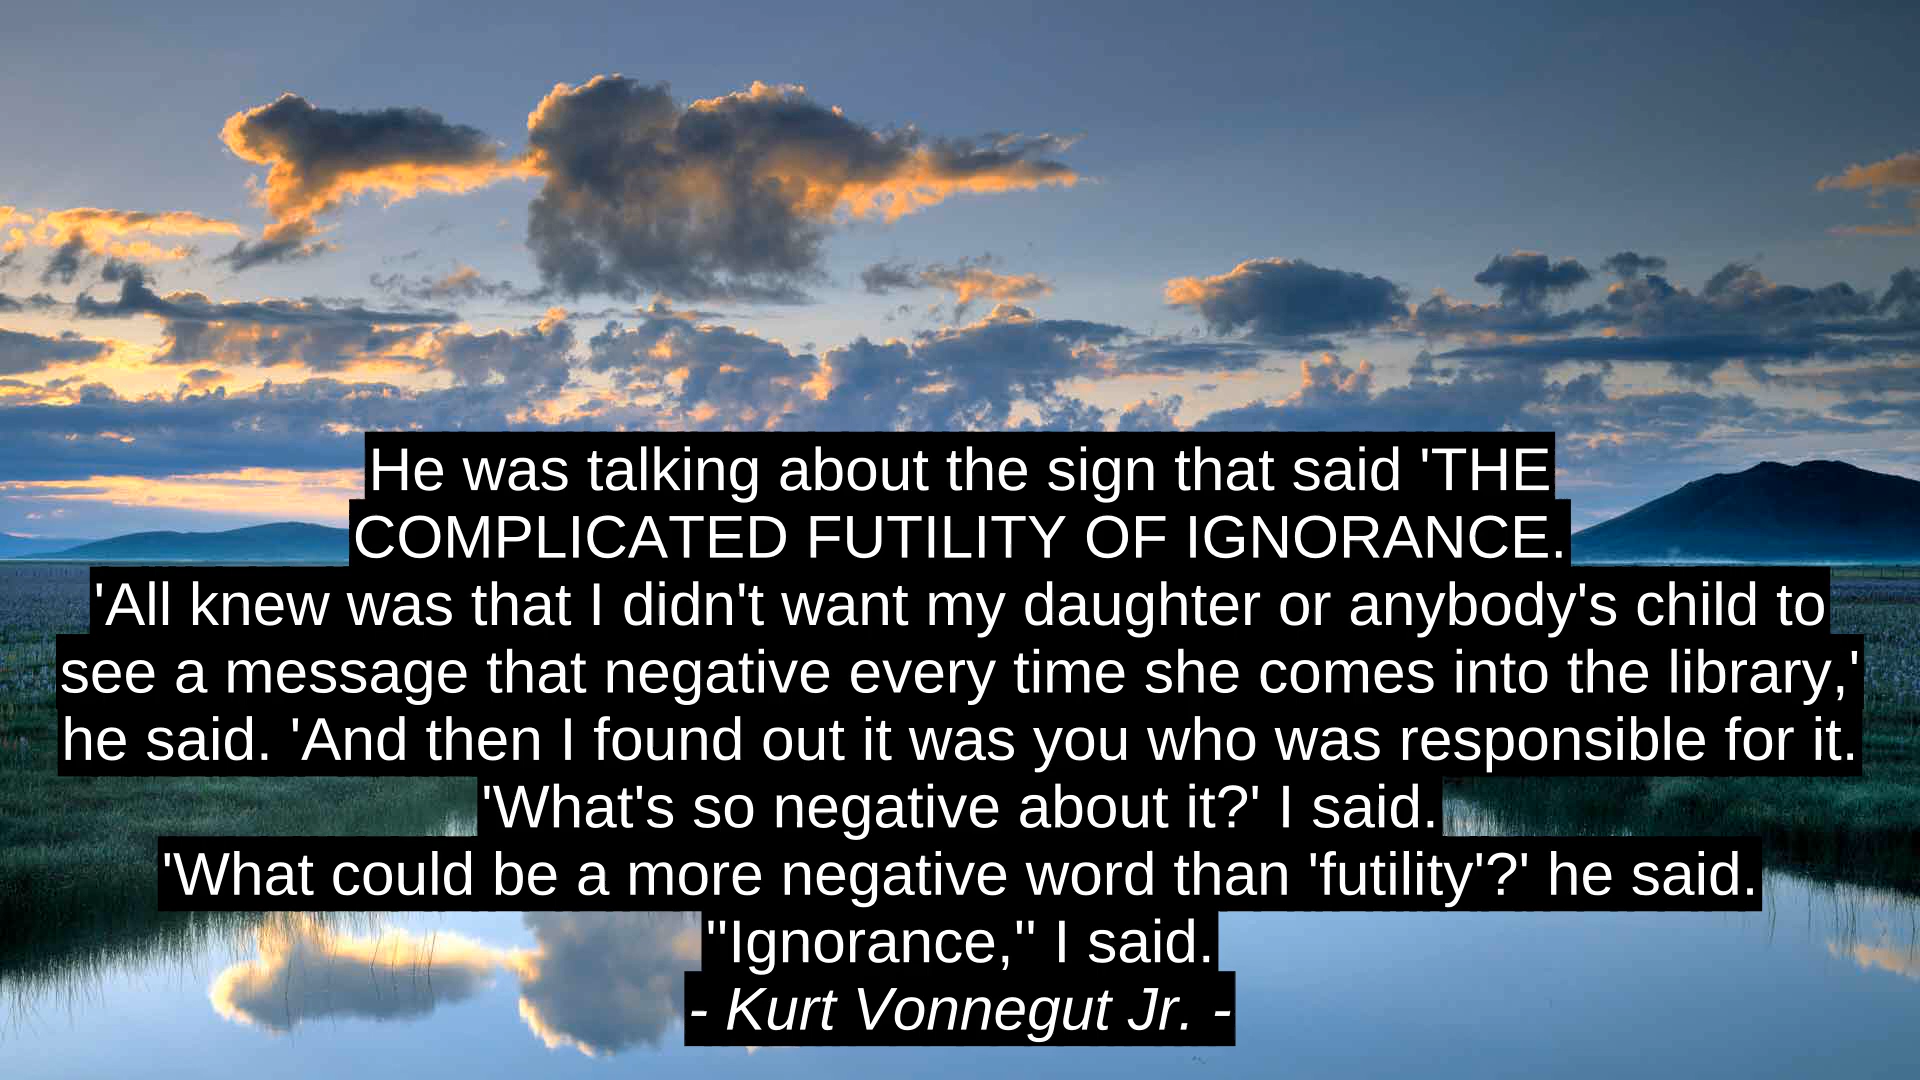 He was talking about the sign that said 'THE
COMPLICATED FUTILITY OF IGNORANCE.
'All knew was that I didn't want my daughter or anybody's child to
see a message that negative every time she comes into the library,'
he said. 'And then I found out it was you who was responsible for it.
'What's so negative about it?' I said.
'What could be a more negative word than 'futility'?' he said.
"Ignorance," I said.
- Kurt Vonnegut Jr. -